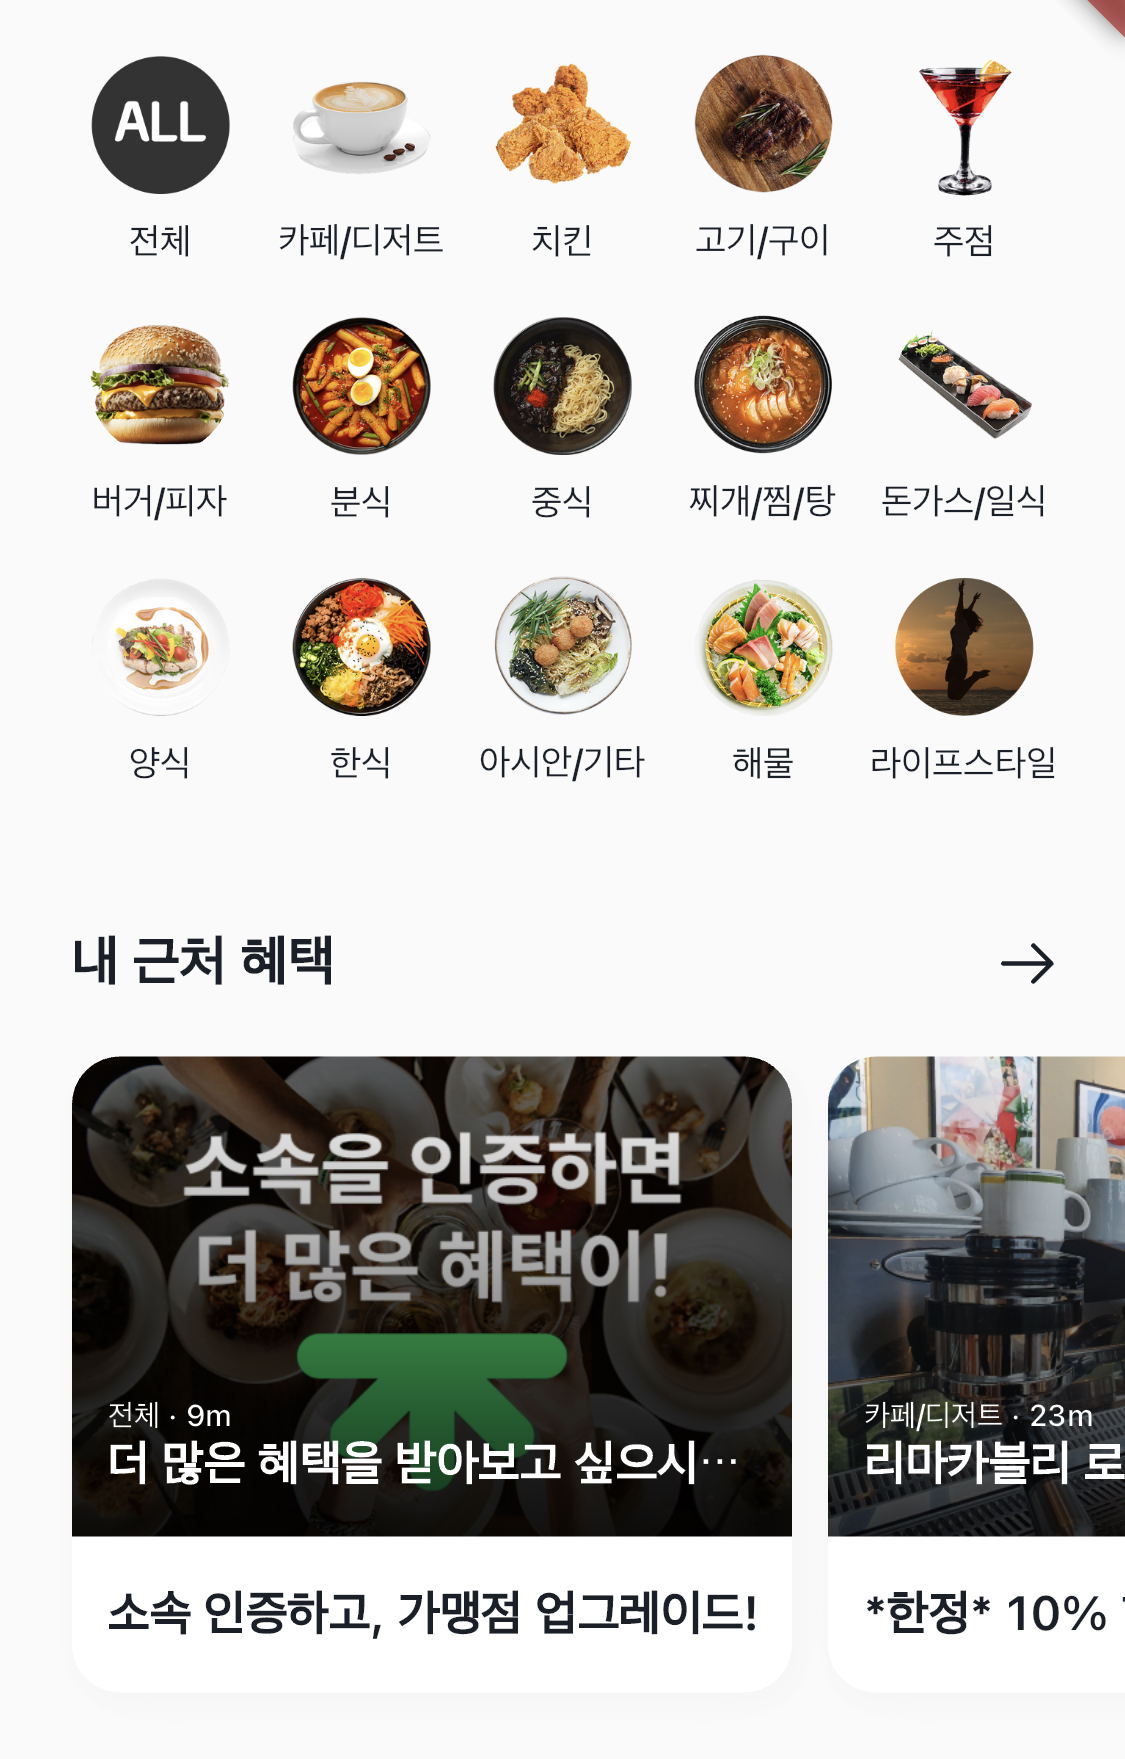 ALL
전체
카페/디저트
치킨
고기/구이
주점
버거/피자
분식
중식
찌개/찜/탕
돈가스/일식
양식
한식
아시안/기타
해물
라이프스타일
내 근처 혜택
소속을 인증하면
더 많은 혜택이!
전체 · 9m
더 많은 혜택을 받아보고 싶으시…
소속 인증하고, 가맹점 업그레이드!
카페/디저트 · 23m
리마카블리 로
*한정* 10%